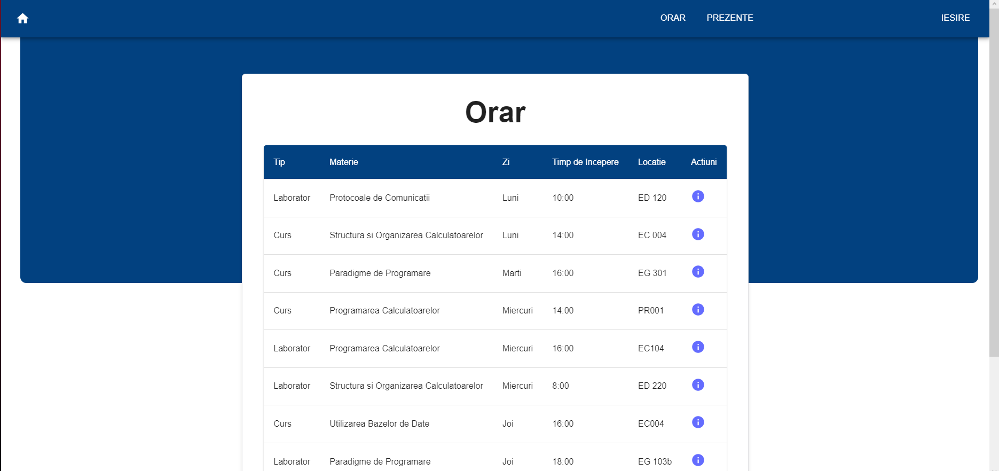 ORAR PREZENTE IESIRE
Orar
Tip Materie Zi Timp de Incepere Locatie Actiuni
Laborator Protocoale de Comunicatii Luni 10:00 ED 120
Curs Structura si Organizarea Calculatoarelor Luni 14:00 EC 004
Curs Paradigme de Programare Marti 16:00 EG 301
Curs Programarea Calculatoarelor Miercuri 14:00 PR001
Laborator Programarea Calculatoarelor Miercuri 16:00 EC104
Laborator Structura si Organizarea Calculatoarelor Miercuri 8:00 ED 220
Curs Utilizarea Bazelor de Date Joi 16:00 EC004
Laborator Paradigme de Programare Joi 18:00 EG 103b